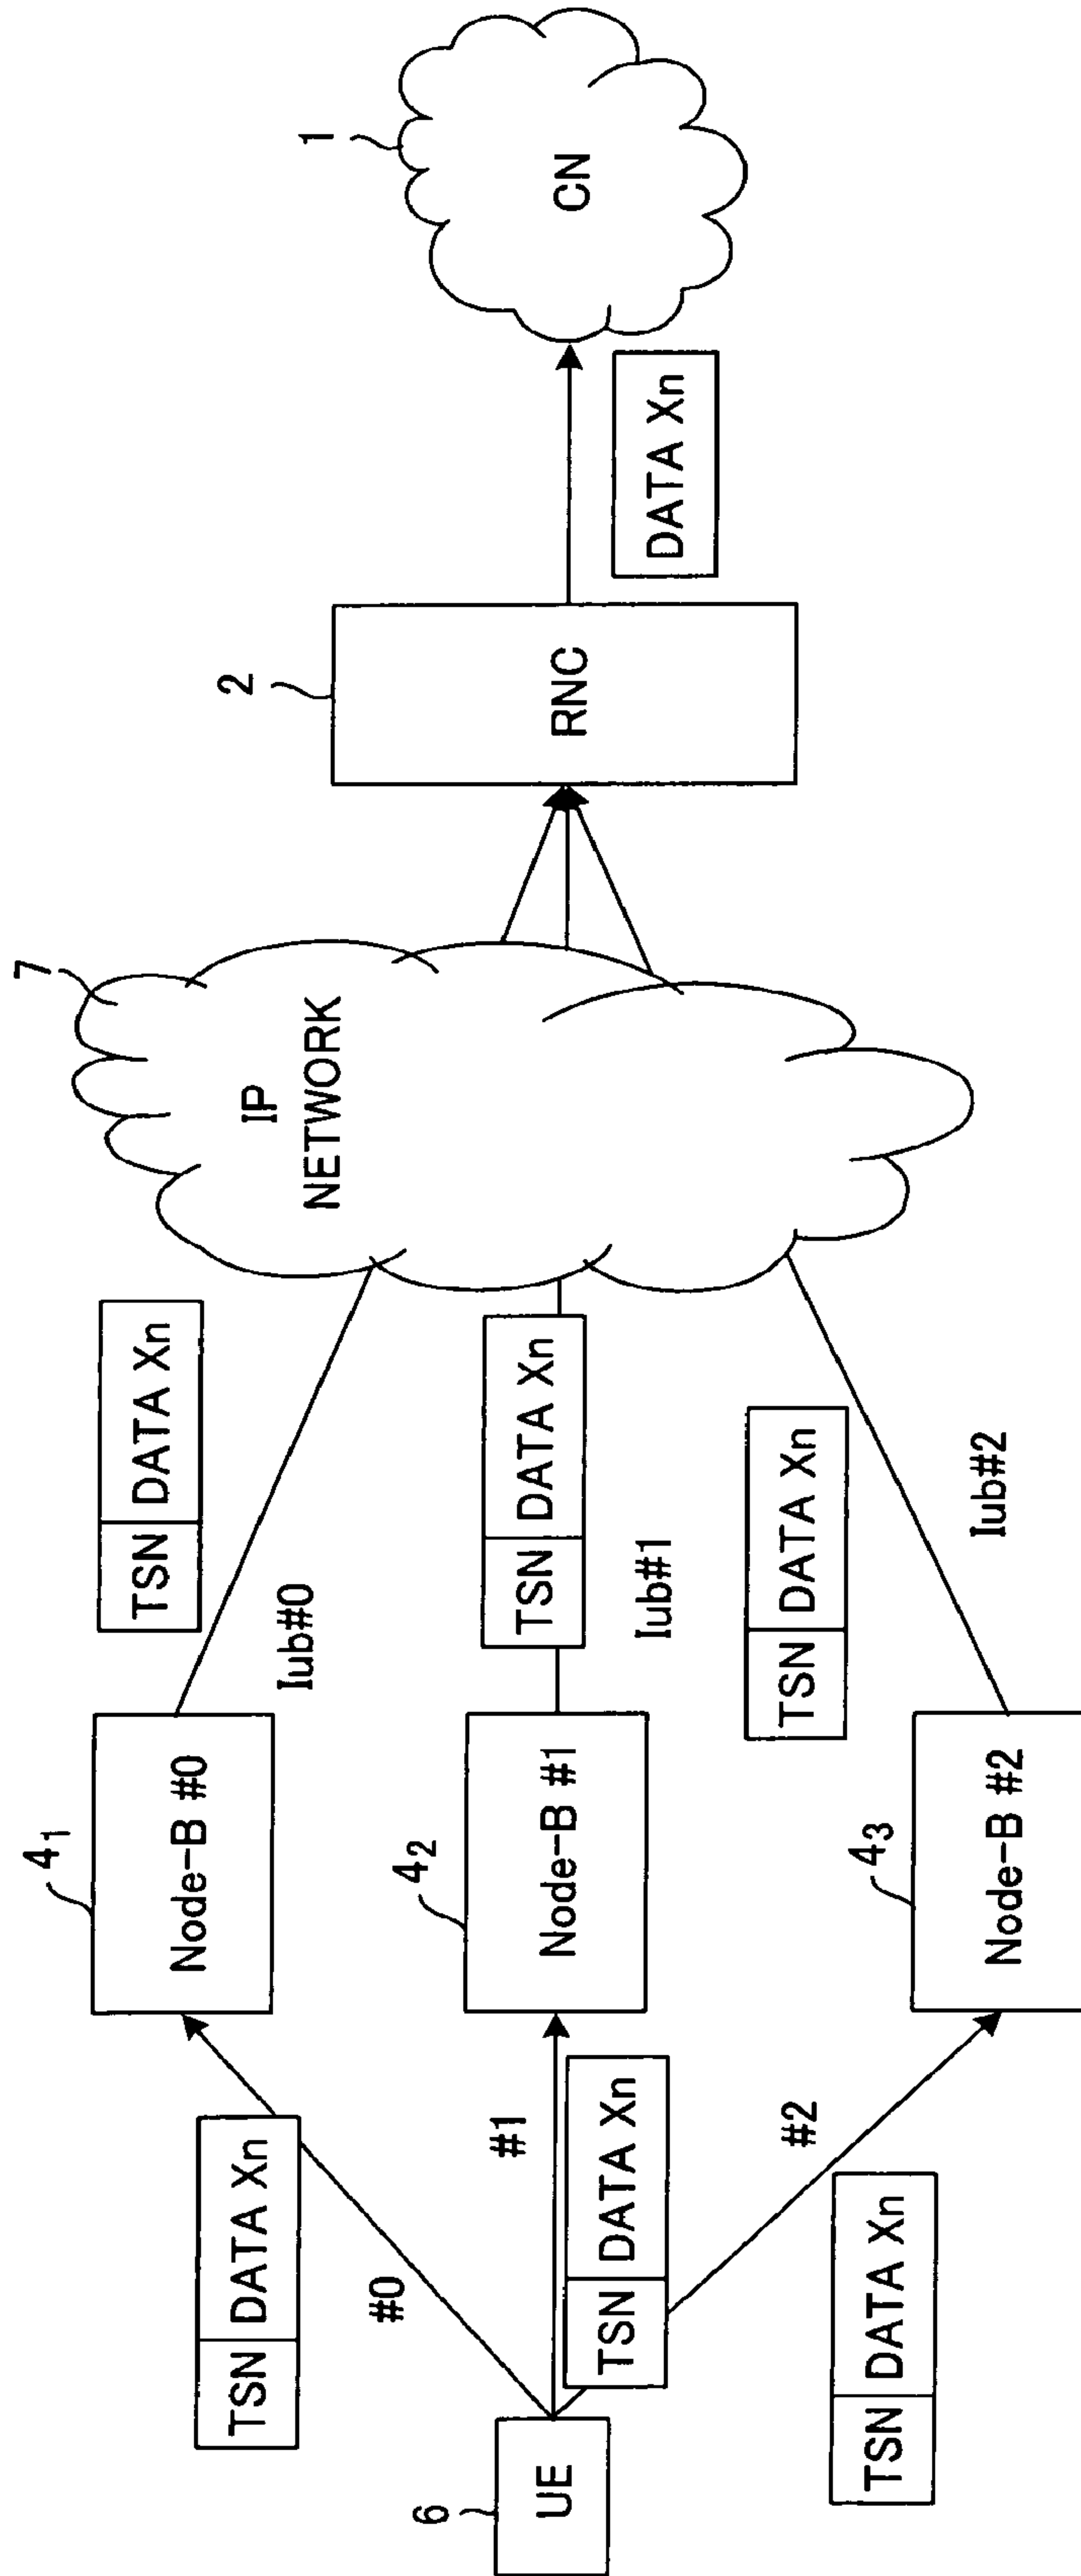 6
UE
#0
#1
#2
TSN DATA Xn
TSN DATA Xn
TSN DATA Xn
4₁
Node-B #0
4₂
Node-B #1
4₃
Node-B #2
TSN DATA Xn
Iub#0
TSN DATA Xn
Iub#1
TSN DATA Xn
Iub#2
7
IP
NETWORK
2
RNC
DATA Xn
1
CN